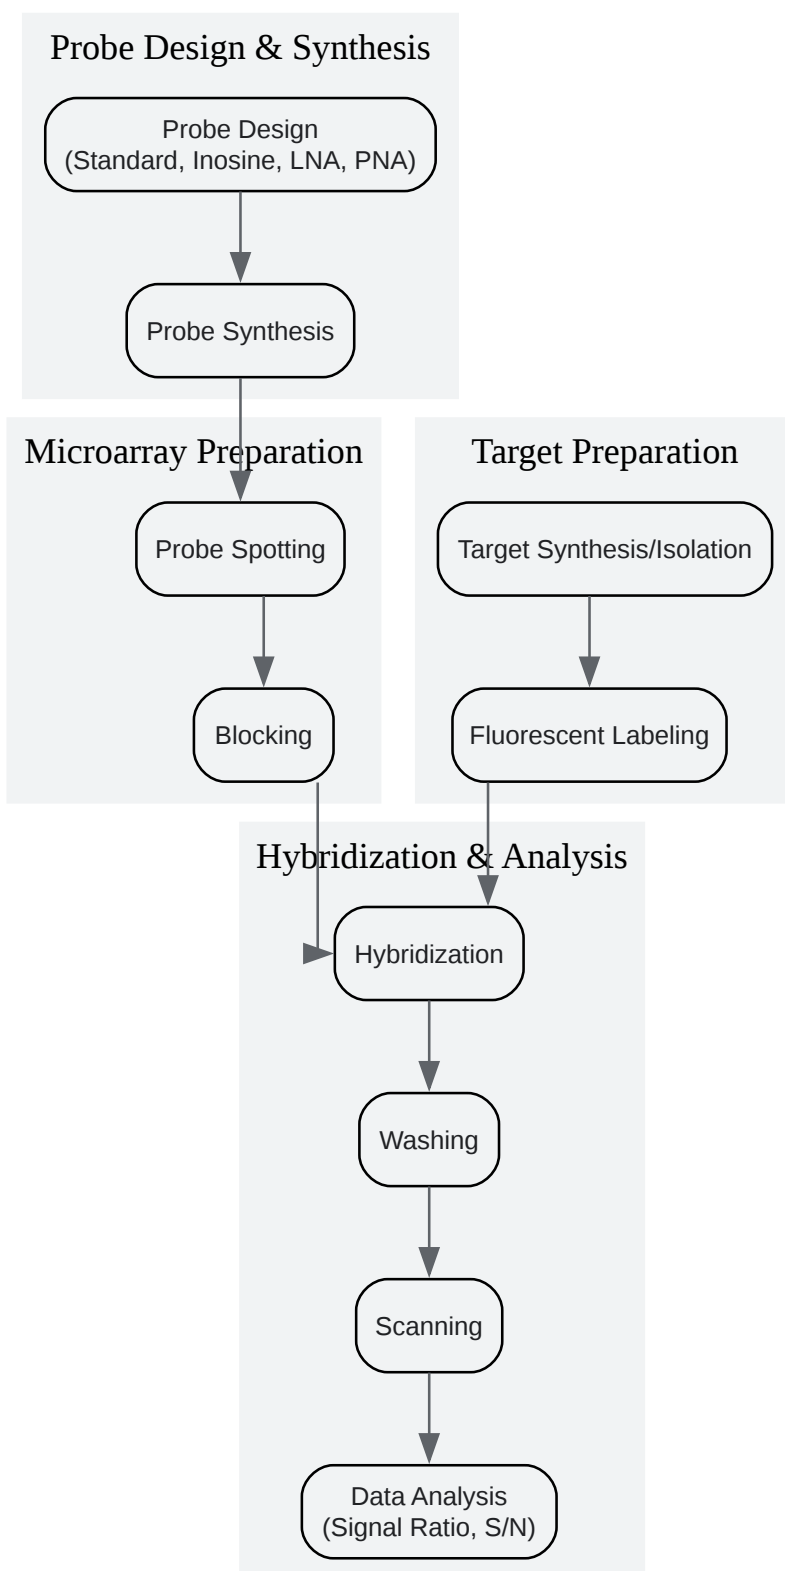 Probe Design & Synthesis
Probe Design
(Standard, Inosine, LNA, PNA)
Probe Synthesis
Microarray Preparation
Probe Spotting
Blocking
Target Preparation
Target Synthesis/Isolation
Fluorescent Labeling
Hybridization & Analysis
Hybridization
Washing
Scanning
Data Analysis
(Signal Ratio, S/N)